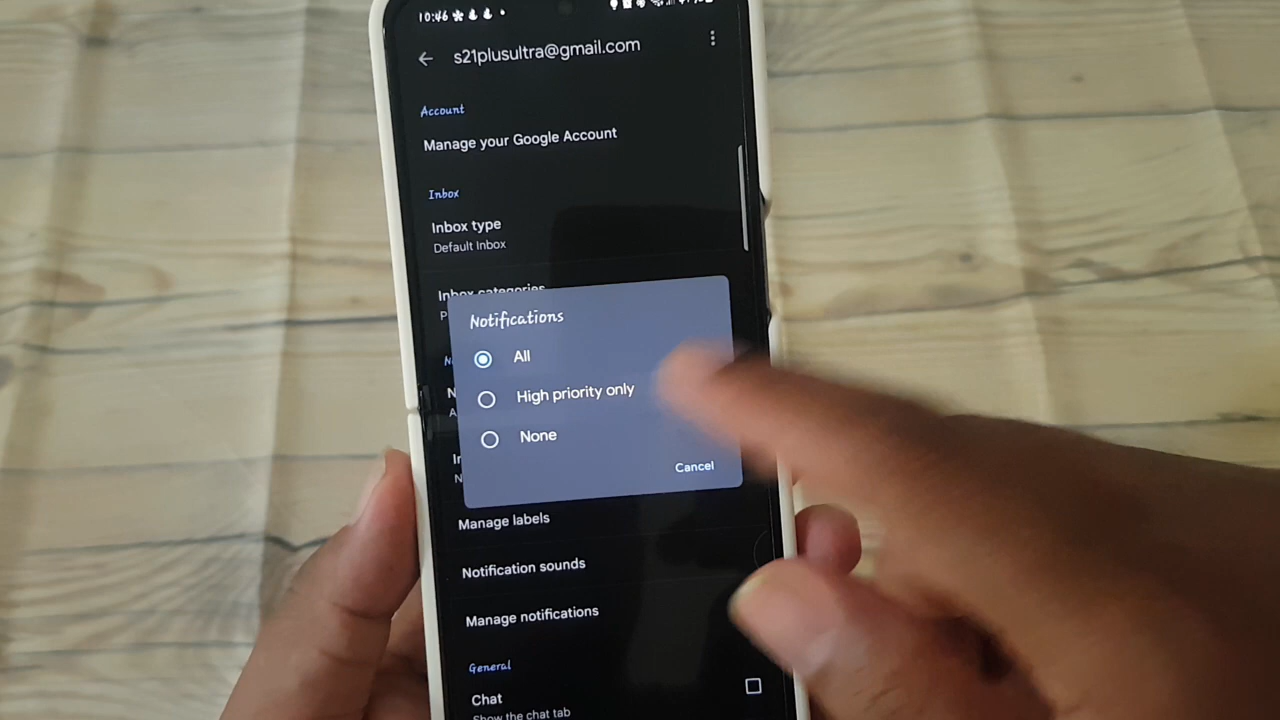 10:46
s21plusultra@gmail.com
Account
Manage your Google Account
Inbox
Inbox type
Default Inbox
Inbox categories
Notifications
All
High priority only
None
Cancel
Manage labels
Notification sounds
Manage notifications
General
Chat
Show the chat tab